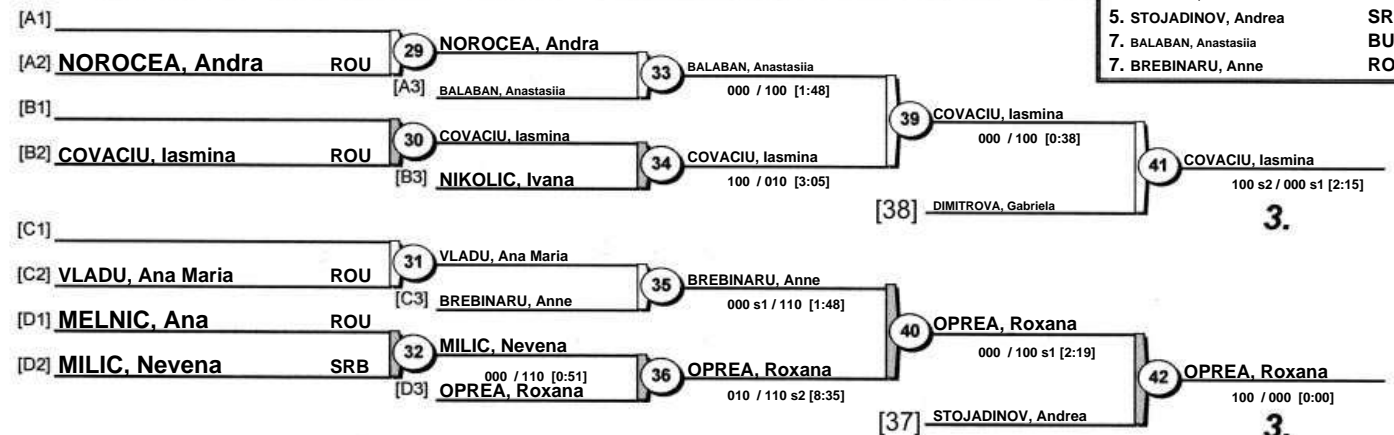 5. STOJADINOV, Andrea SR
7. BALABAN, Anastasiia BU
7. BREBINARU, Anne RO
[A1]
[A2] NOROCEA, Andra ROU
29 NOROCEA, Andra
[A3] BALABAN, Anastasiia
33 BALABAN, Anastasiia
000 / 100 [1:48]
[B1]
[B2] COVACIU, Iasmina ROU
30 COVACIU, Iasmina
[B3] NIKOLIC, Ivana
34 COVACIU, Iasmina
100 / 010 [3:05]
39 COVACIU, Iasmina
000 / 100 [0:38]
[38] DIMITROVA, Gabriela
41 COVACIU, Iasmina
100 s2 / 000 s1 [2:15]
3.
[C1]
[C2] VLADU, Ana Maria ROU
31 VLADU, Ana Maria
[C3] BREBINARU, Anne
35 BREBINARU, Anne
000 s1 / 110 [1:48]
[D1] MELNIC, Ana ROU
[D2] MILIC, Nevena SRB
32 MILIC, Nevena
000 / 110 [0:51]
[D3] OPREA, Roxana
36 OPREA, Roxana
010 / 110 s2 [8:35]
40 OPREA, Roxana
000 / 100 s1 [2:19]
[37] STOJADINOV, Andrea
42 OPREA, Roxana
100 / 000 [0:00]
3.